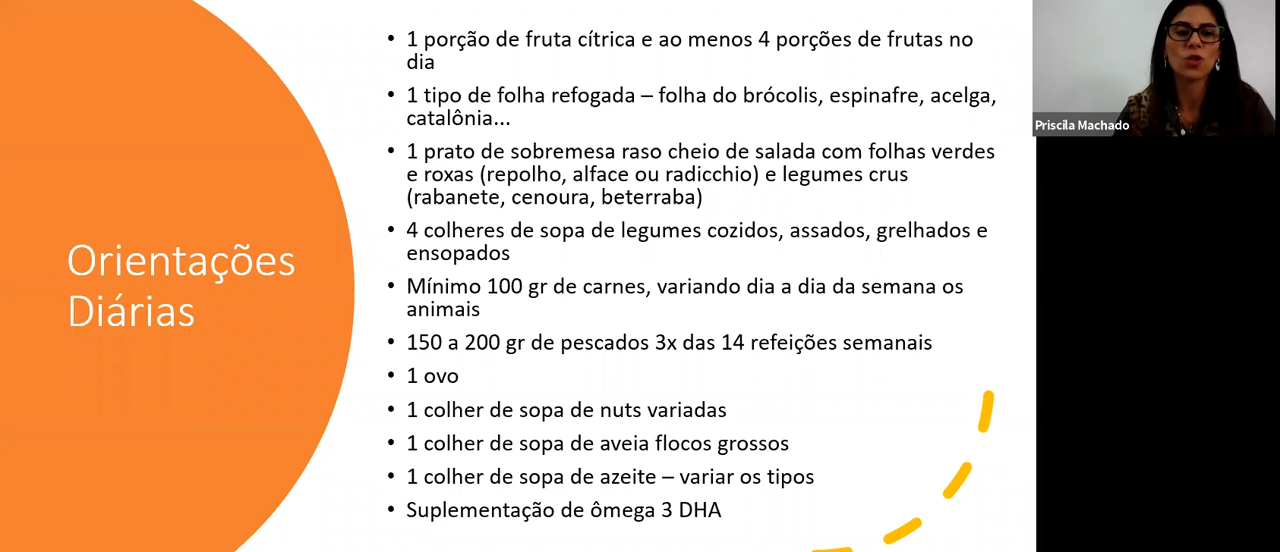 Orientações
Diárias
• 1 porção de fruta cítrica e ao menos 4 porções de frutas no
dia
• 1 tipo de folha refogada – folha do brócolis, espinafre, acelga,
catalônia...
• 1 prato de sobremesa raso cheio de salada com folhas verdes
e roxas (repolho, alface ou radicchio) e legumes crus
(rabanete, cenoura, beterraba)
• 4 colheres de sopa de legumes cozidos, assados, grelhados e
ensopados
• Mínimo 100 gr de carnes, variando dia a dia da semana os
animais
• 150 a 200 gr de pescados 3x das 14 refeições semanais
• 1 ovo
• 1 colher de sopa de nuts variadas
• 1 colher de sopa de aveia flocos grossos
• 1 colher de sopa de azeite – variar os tipos
• Suplementação de ômega 3 DHA
Priscila Machado